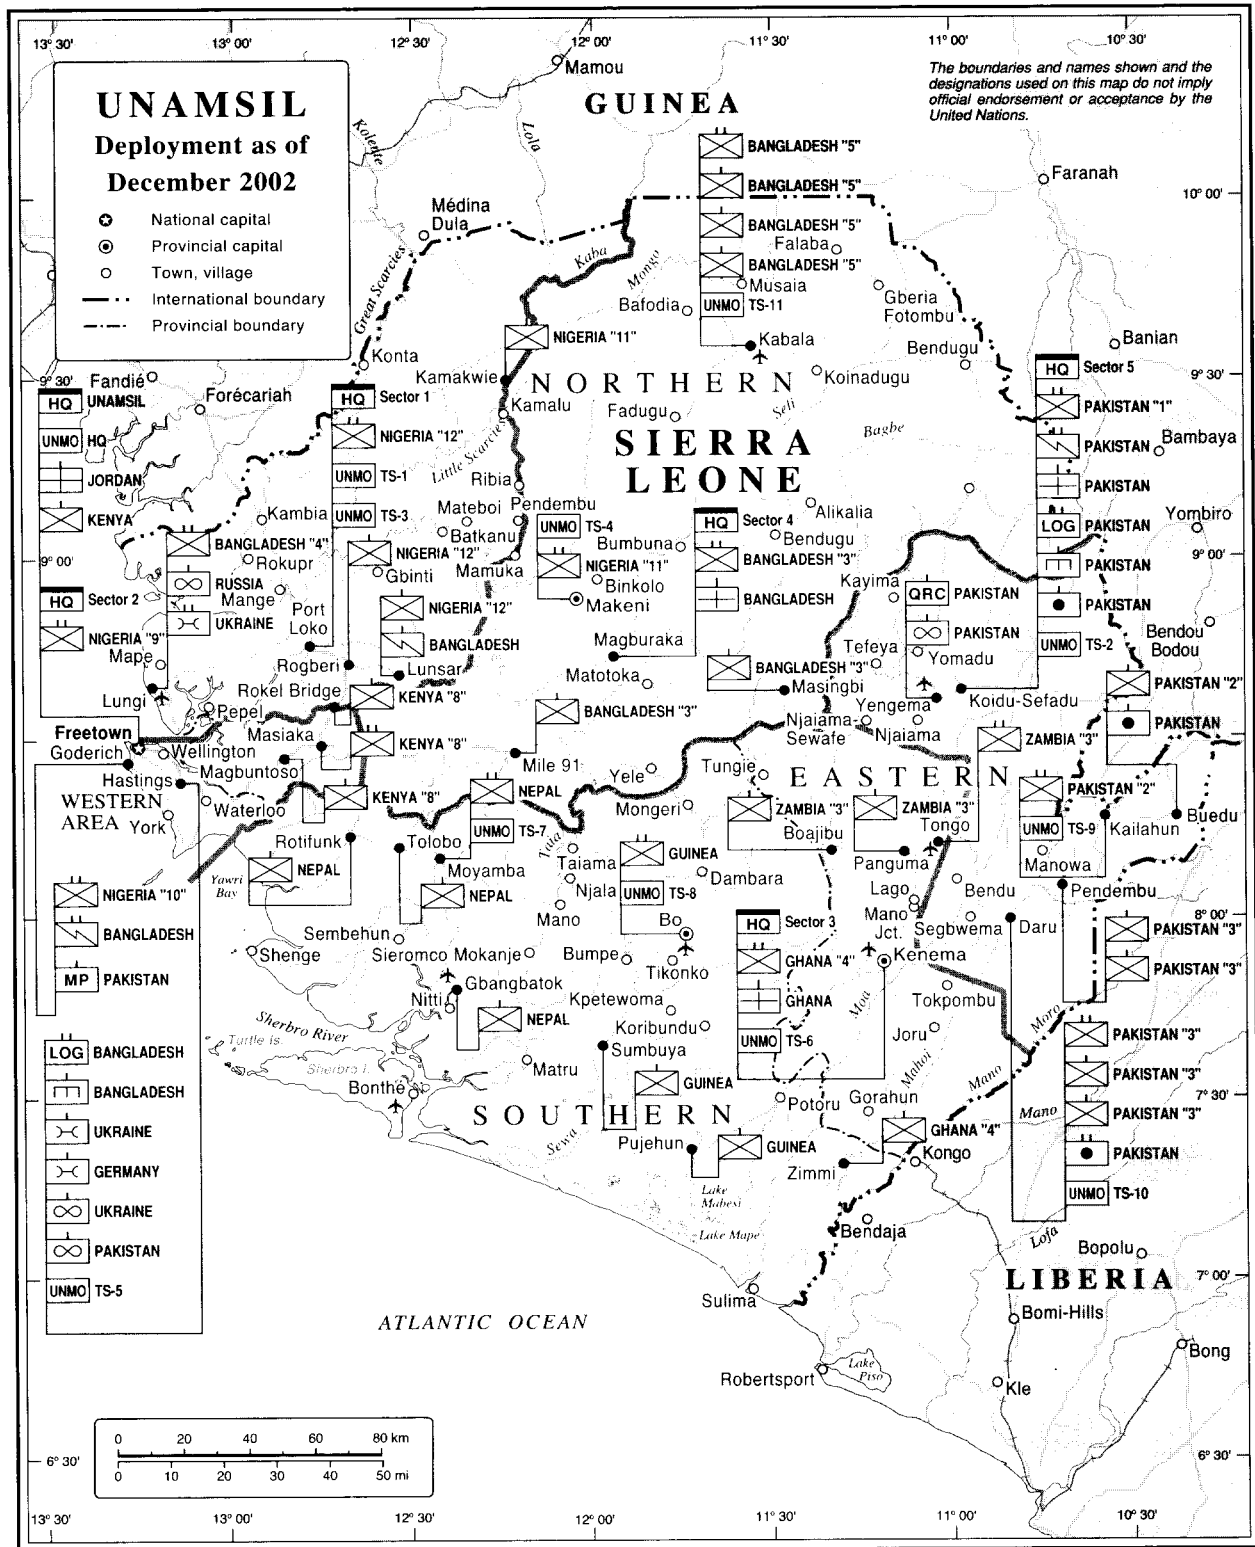 13° 30'
13° 00'
12° 30'
12° 00'
11° 30'
11° 00'
10° 30'
UNAMSIL
Deployment as of
December 2002
National capital
Provincial capital
Town, village
International boundary
Provincial boundary
The boundaries and names shown and the
designations used on this map do not imply
official endorsement or acceptance by the
United Nations.
Mamou
GUINEA
Kolente
Lola
Faranah
10° 00'
Médina
Dula
Great Scarcies
Kaba
Mongo
BANGLADESH "5"
BANGLADESH "5"
BANGLADESH "5"
Falaba
BANGLADESH "5"
Musaia
Bafodia
UNMO TS-11
Kabala
Gberia
Fotombu
Banian
Bendugu
NIGERIA "11"
Konta
Kamakwie
NORTHERN
Koinadugu
9° 30'
9° 30'
Fandié
Forécariah
Kamalu
Fadugu
Seli
Bagbe
Little Scarcies
SIERRA
LEONE
HQ UNAMSIL
UNMO HQ
JORDAN
KENYA
HQ Sector 1
NIGERIA "12"
UNMO TS-1
UNMO TS-3
HQ Sector 5
PAKISTAN "1"
PAKISTAN
PAKISTAN
LOG PAKISTAN
PAKISTAN
PAKISTAN
UNMO TS-2
Bambaya
Yombiro
Ribia
Mateboi
Pendembu
Batkanu
Mamuka
Kambia
BANGLADESH "4"
Rokupr
RUSSIA
Mange
UKRAINE
9° 00'
9° 00'
NIGERIA "12"
Gbinti
NIGERIA "12"
BANGLADESH
Lunsar
UNMO TS-4
NIGERIA "11"
Binkolo
Makeni
Bumbuna
HQ Sector 4
Bendugu
BANGLADESH "3"
BANGLADESH
Alikalia
Kayima
QRC PAKISTAN
PAKISTAN
Tefeya
Yomadu
Bendou
Bodou
HQ Sector 2
NIGERIA "9"
Mape
Port
Loko
Rogberi
Magburaka
Matotoka
BANGLADESH "3"
Masingbi
Koidu-Sefadu
PAKISTAN "2"
PAKISTAN
Lungi
Pepel
Rokel Bridge
KENYA "8"
BANGLADESH "3"
Njaiama-
Sewafe
Yengema
Njaiama
ZAMBIA "3"
Freetown
Goderich
Wellington
Masiaka
KENYA "8"
Mile 91
Magbuntoso
Hastings
WESTERN
AREA
Waterloo
York
KENYA "8"
NEPAL
UNMO TS-7
Yele
Mongeri
Tungie
EASTERN
PAKISTAN "2"
UNMO TS-9
Kailahun
Buedu
Manowa
ZAMBIA "3"
Boajibu
ZAMBIA "3"
Panguma
Tongo
Rotifunk
Tolobo
Moyamba
Taia
Taiama
Njala
Mano
GUINEA
UNMO TS-8
Bo
Dambara
Yawri
Bay
NEPAL
NEPAL
Lago
Mano
Jct.
Bendu
Segbwema
Daru
Pendembu
8° 00'
NIGERIA "10"
BANGLADESH
MP PAKISTAN
Sembehun
Shenge
Sieromco Mokanje
Bumpe
Tikonko
HQ Sector 3
GHANA "4"
GHANA
UNMO TS-6
Kenema
PAKISTAN "3"
PAKISTAN "3"
Gbangbatok
Nitti
NEPAL
Kpetewoma
Koribundu
Moa
Tokpombu
Joru
Moro
Sherbro River
Turtle Is.
Sherbro I.
Sumbuya
Matru
Bonthe
Mahoi
Mano
PAKISTAN "3"
PAKISTAN "3"
PAKISTAN "3"
PAKISTAN
UNMO TS-10
7° 30'
LOG BANGLADESH
BANGLADESH
UKRAINE
GERMANY
UKRAINE
PAKISTAN
UNMO TS-5
GUINEA
SOUTHERN
Potoru
Gorahun
Mano
Sewa
Pujehun
GUINEA
GHANA "4"
Zimmi
Kongo
Lake
Mabesi
Lake Mape
Bendaja
Lofa
Bopolu
LIBERIA
7° 00'
Sulima
ATLANTIC OCEAN
Bomi-Hills
Bong
Robertsport
Lake
Piso
Kle
0 20 40 60 80 km
0 10 20 30 40 50 mi
6° 30'
6° 30'
13° 30'
13° 00'
12° 30'
12° 00'
11° 30'
11° 00'
10° 30'